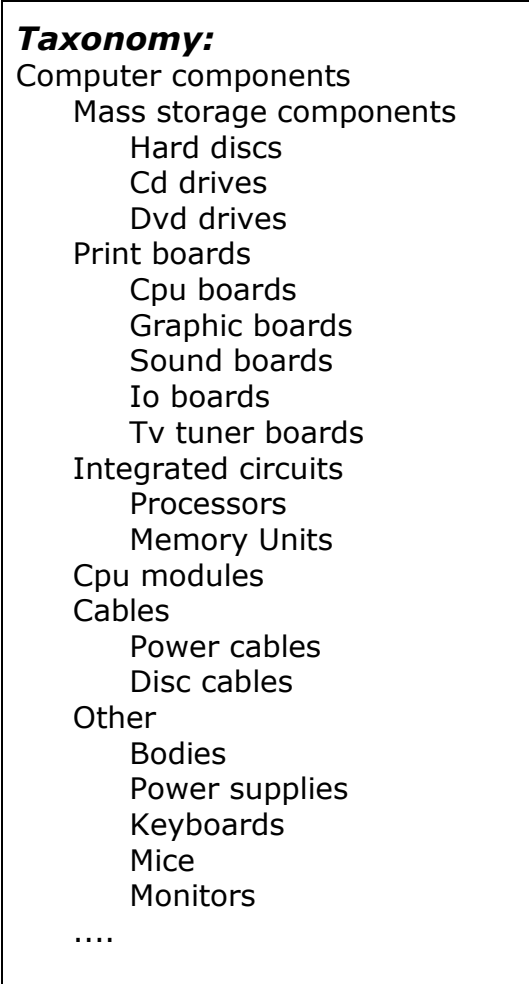 Taxonomy:
Computer components
Mass storage components
Hard discs
Cd drives
Dvd drives
Print boards
Cpu boards
Graphic boards
Sound boards
Io boards
Tv tuner boards
Integrated circuits
Processors
Memory Units
Cpu modules
Cables
Power cables
Disc cables
Other
Bodies
Power supplies
Keyboards
Mice
Monitors
....